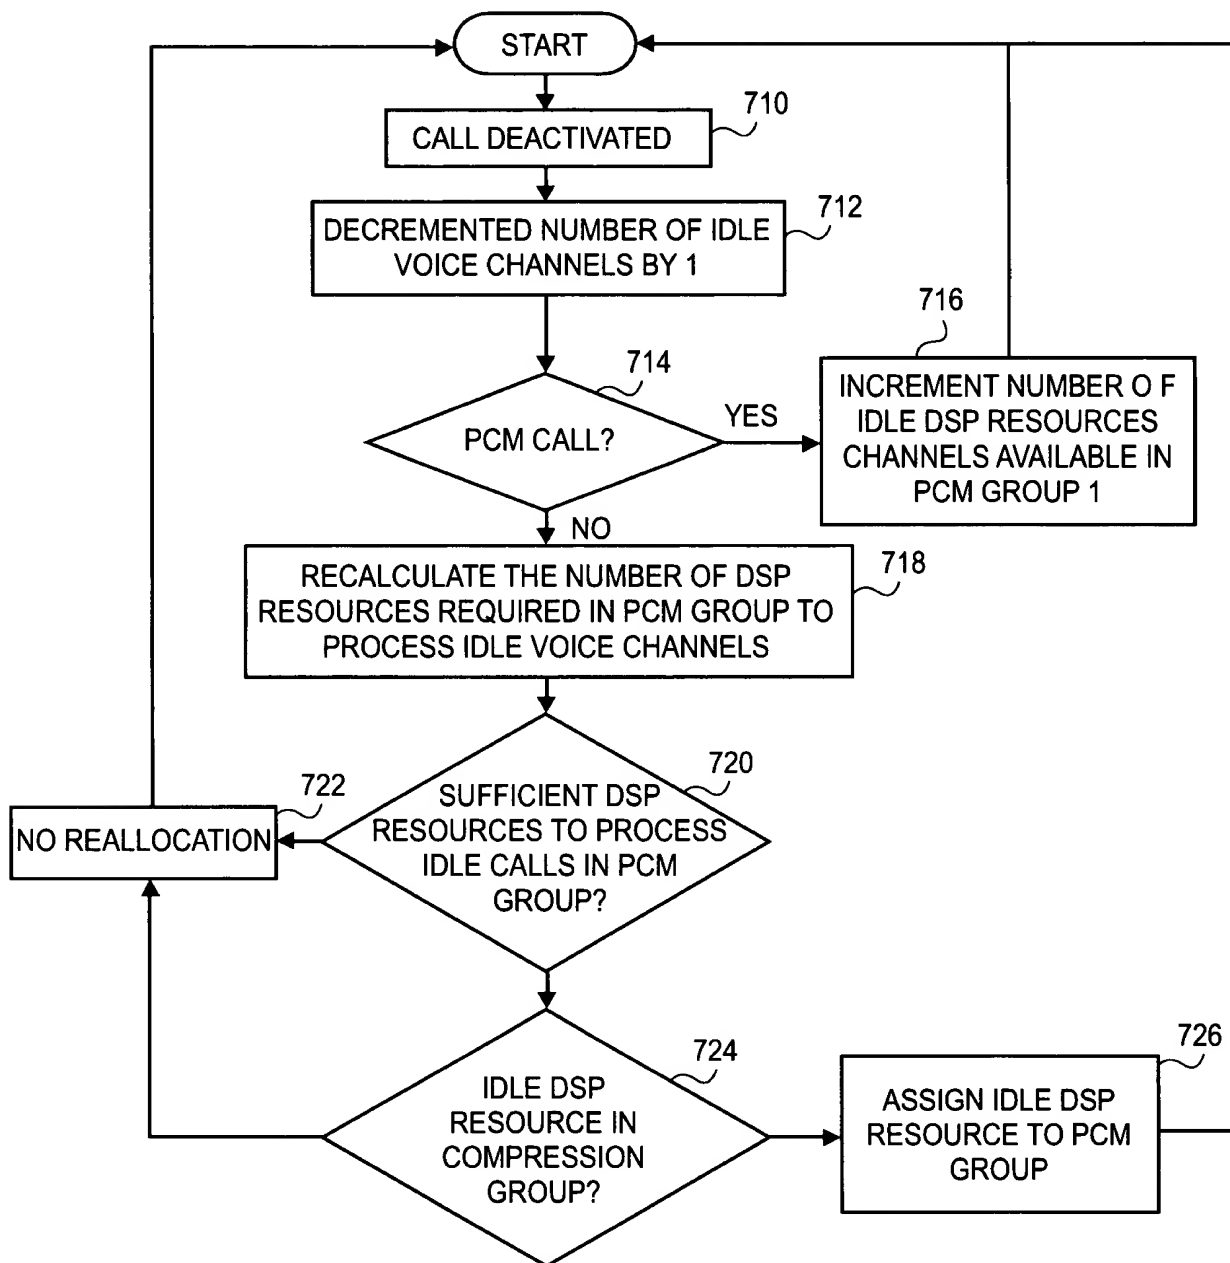 START
710
CALL DEACTIVATED
712
DECREMENTED NUMBER OF IDLE
VOICE CHANNELS BY 1
714
PCM CALL?
YES
716
INCREMENT NUMBER O F
IDLE DSP RESOURCES
CHANNELS AVAILABLE IN
PCM GROUP 1
NO
718
RECALCULATE THE NUMBER OF DSP
RESOURCES REQUIRED IN PCM GROUP TO
PROCESS IDLE VOICE CHANNELS
720
SUFFICIENT DSP
RESOURCES TO PROCESS
IDLE CALLS IN PCM
GROUP?
722
NO REALLOCATION
724
IDLE DSP
RESOURCE IN
COMPRESSION
GROUP?
726
ASSIGN IDLE DSP
RESOURCE TO PCM
GROUP